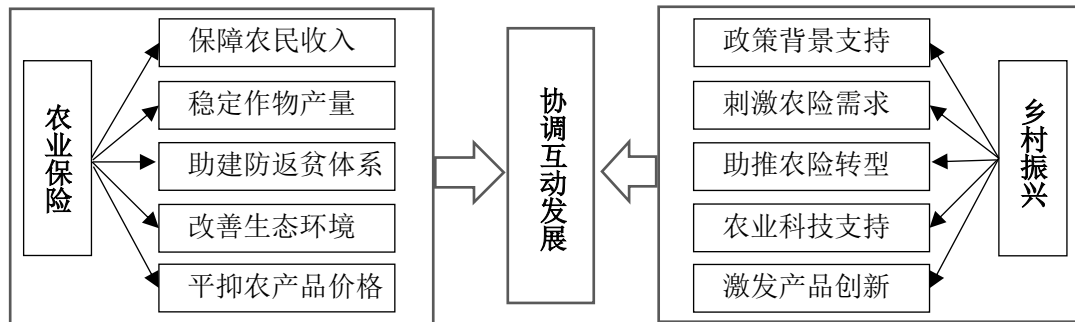 农业保险
保障农民收入
稳定作物产量
助建防返贫体系
改善生态环境
平抑农产品价格
协调互动发展
政策背景支持
刺激农险需求
助推农险转型
农业科技支持
激发产品创新
乡村振兴